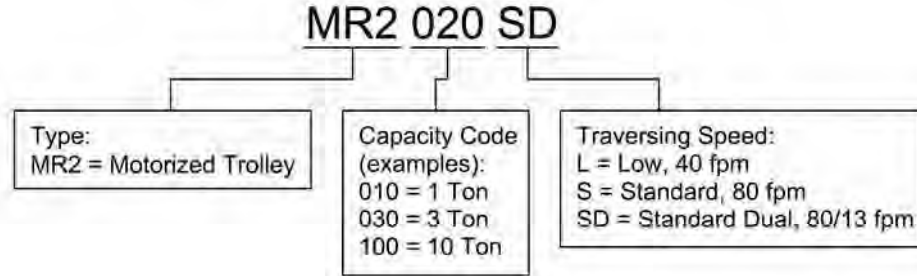 MR2 020 SD
Type:
MR2 = Motorized Trolley
Capacity Code
(examples):
010 = 1 Ton
030 = 3 Ton
100 = 10 Ton
Traversing Speed:
L = Low, 40 fpm
S = Standard, 80 fpm
SD = Standard Dual, 80/13 fpm